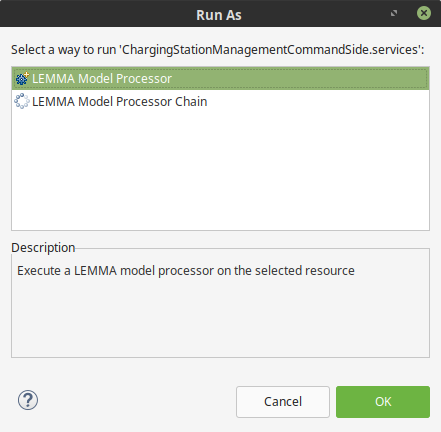 Run As
Select a way to run 'ChargingStationManagementCommandSide.services':
LEMMA Model Processor
LEMMA Model Processor Chain
Description
Execute a LEMMA model processor on the selected resource
?
Cancel
OK